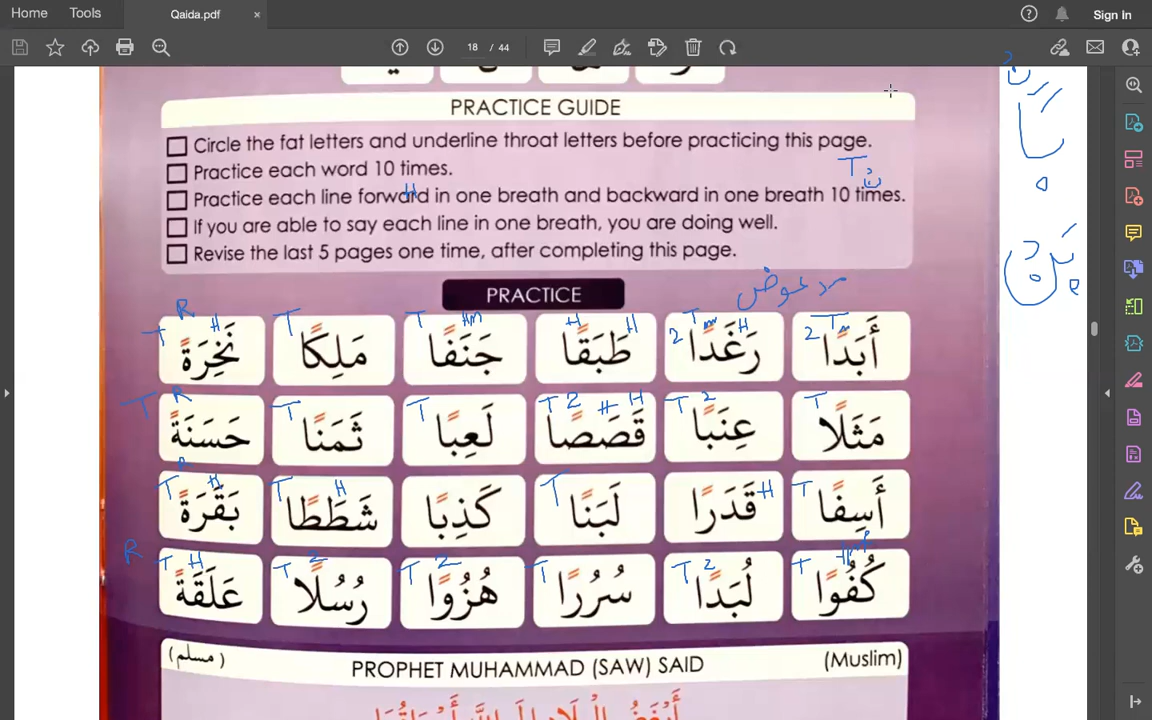 Home Tools Qaida.pdf × Sign In
18 / 44
PRACTICE GUIDE
Circle the fat letters and underline throat letters before practicing this page.
Practice each word 10 times.
Practice each line forward in one breath and backward in one breath 10 times.
If you are able to say each line in one breath, you are doing well.
Revise the last 5 pages one time, after completing this page.
PRACTICE
أَبَدًا رَغَدًا طَبَقًا جَنَفًا مَلِكًا نَخِرَةً
مَثَلًا عِنَبًا قَصَصًا لَعِبًا ثَمَنًا حَسَنَةً
أَسِفًا قَدَرًا لَبَنًا كَذِبًا شَطَطًا بَقَرَةً
كُفُوًا لُبَدًا سُرُرًا هُزُوًا رُسُلًا عَلَقَةً
(مسلم) PROPHET MUHAMMAD (SAW) SAID (Muslim)